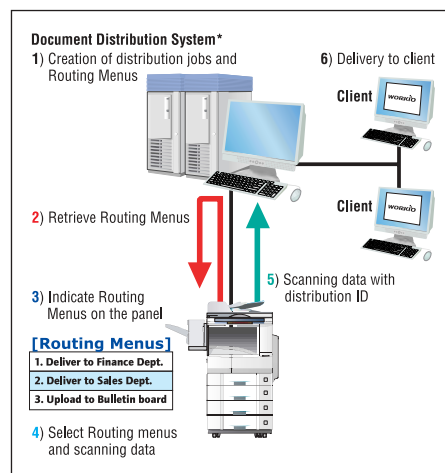 Document Distribution System*
1) Creation of distribution jobs and
Routing Menus
6) Delivery to client
Client
WORKiO
Client
WORKiO
2) Retrieve Routing Menus
5) Scanning data with
distribution ID
3) Indicate Routing
Menus on the panel
[Routing Menus]
1. Deliver to Finance Dept.
2. Deliver to Sales Dept.
3. Upload to Bulletin board
4) Select Routing menus
and scanning data